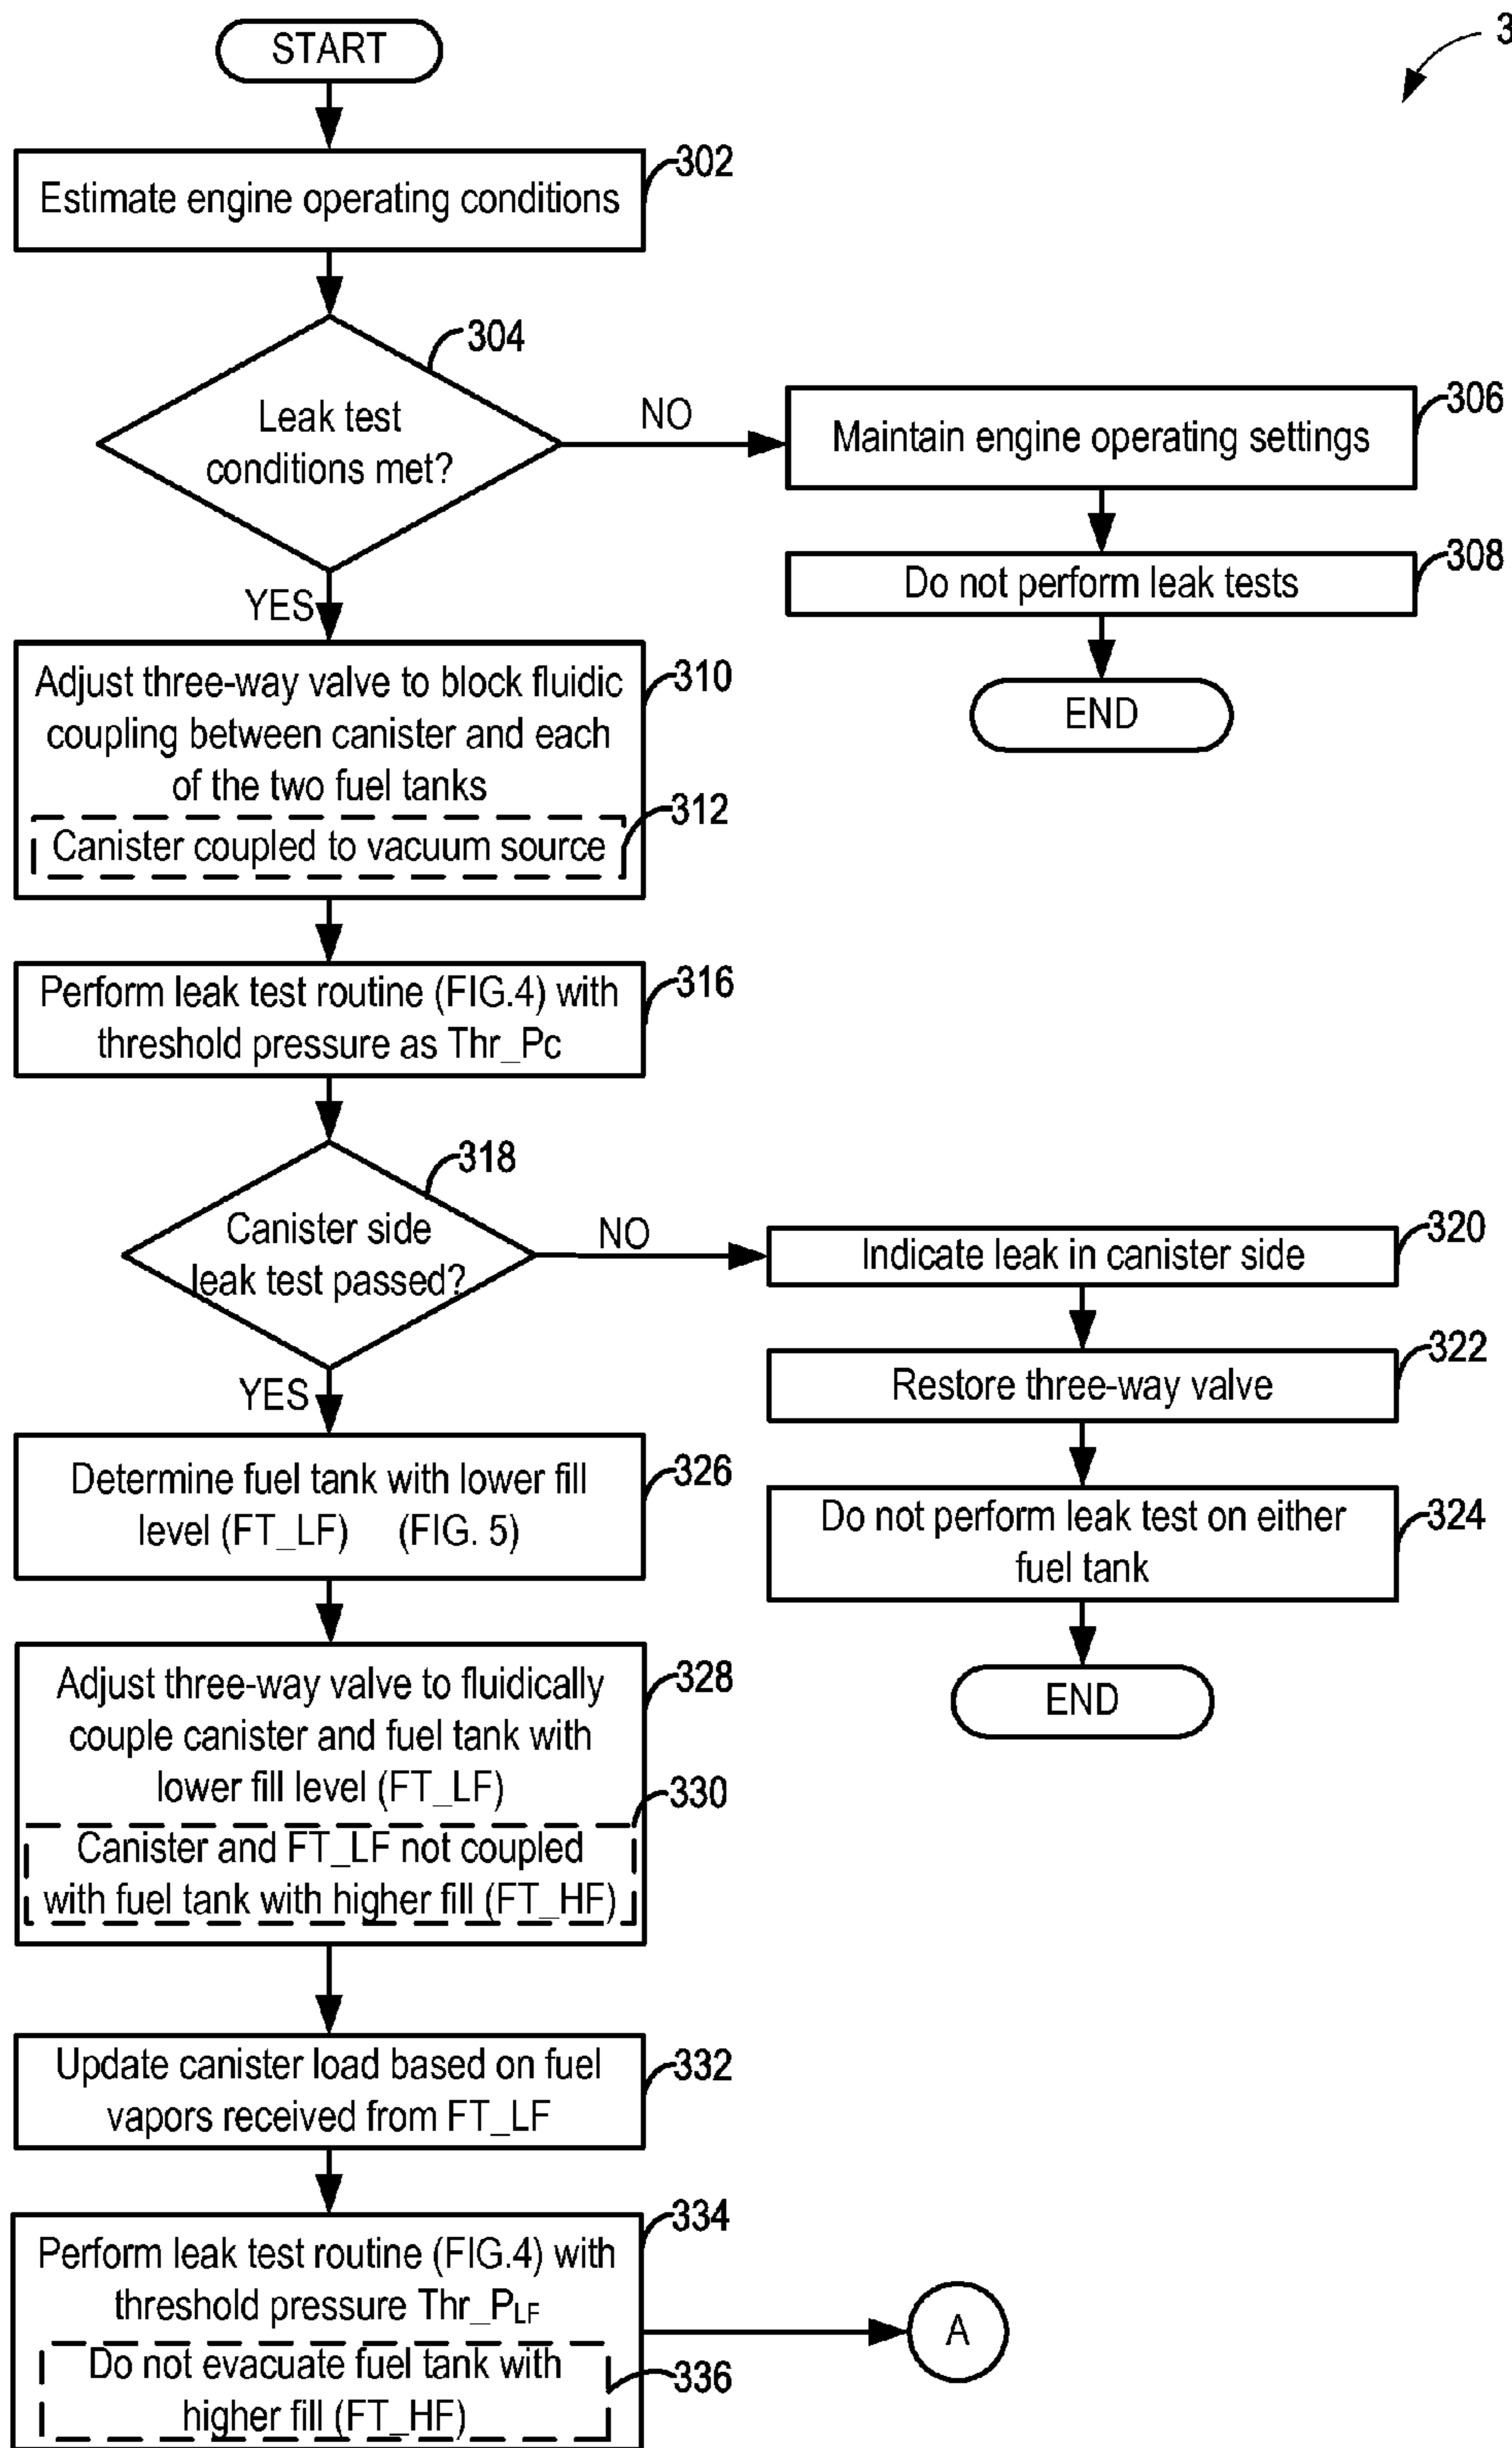 START
3
302
Estimate engine operating conditions
304
Leak test
conditions met?
NO
306
Maintain engine operating settings
308
Do not perform leak tests
END
YES
310
Adjust three-way valve to block fluidic
coupling between canister and each
of the two fuel tanks
312
Canister coupled to vacuum source
316
Perform leak test routine (FIG.4) with
threshold pressure as Thr_Pc
318
Canister side
leak test passed?
NO
320
Indicate leak in canister side
322
Restore three-way valve
324
Do not perform leak test on either
fuel tank
END
YES
326
Determine fuel tank with lower fill
level (FT_LF) (FIG. 5)
328
Adjust three-way valve to fluidically
couple canister and fuel tank with
lower fill level (FT_LF)
330
Canister and FT_LF not coupled
with fuel tank with higher fill (FT_HF)
332
Update canister load based on fuel
vapors received from FT_LF
334
Perform leak test routine (FIG.4) with
threshold pressure Thr_PLF
336
Do not evacuate fuel tank with
higher fill (FT_HF)
A